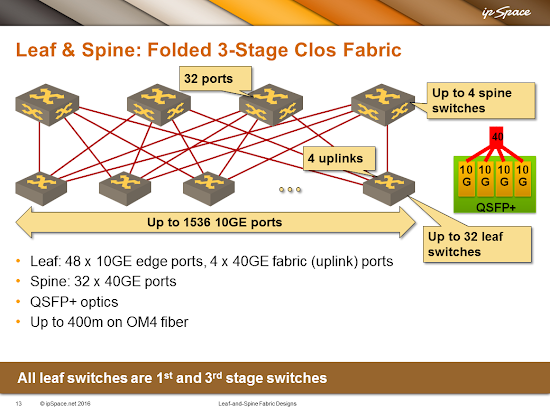 ipSpace
Leaf & Spine: Folded 3-Stage Clos Fabric
32 ports
Up to 4 spine
switches
4 uplinks
40
10
G
10
G
10
G
10
G
QSFP+
Up to 1536 10GE ports
Up to 32 leaf
switches
• Leaf: 48 x 10GE edge ports, 4 x 40GE fabric (uplink) ports
• Spine: 32 x 40GE ports
• QSFP+ optics
• Up to 400m on OM4 fiber
All leaf switches are 1st and 3rd stage switches
13 © ipSpace.net 2016 Leaf-and-Spine Fabric Designs